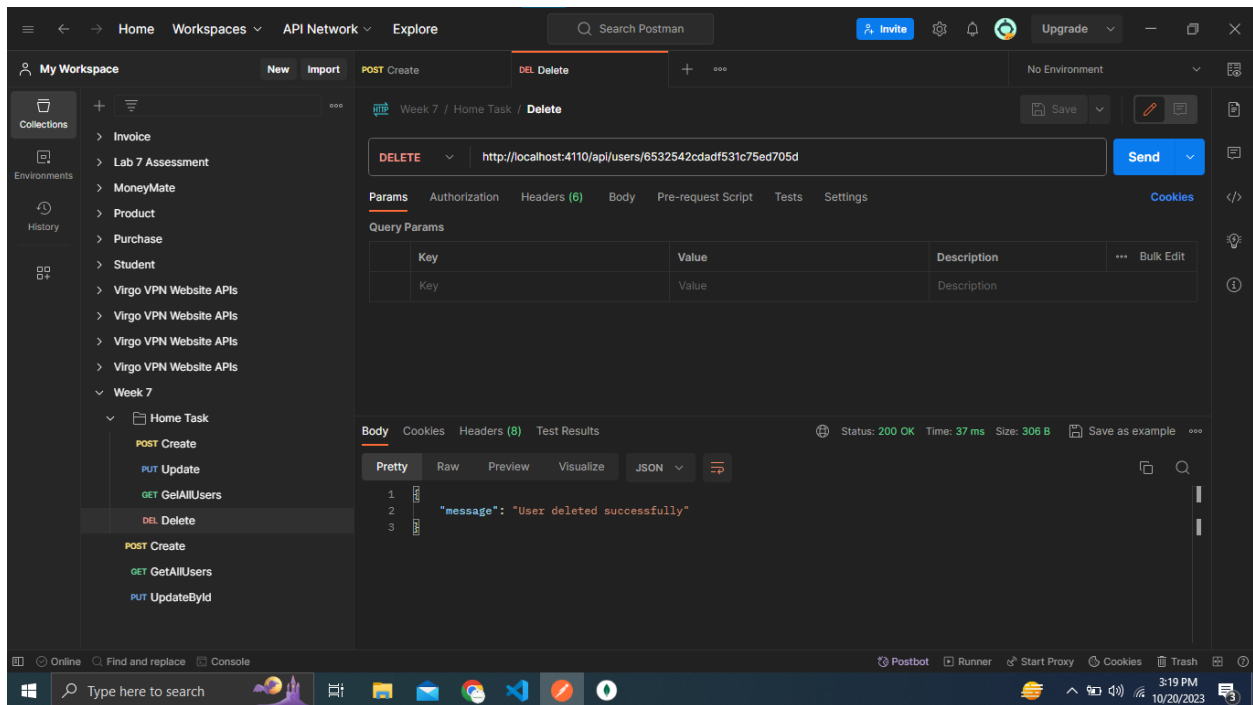 Home Workspaces API Network Explore Search Postman Invite Upgrade
My Workspace New Import POST Create DEL Delete No Environment
Collections
Environments
History
Invoice
Lab 7 Assessment
MoneyMate
Product
Purchase
Student
Virgo VPN Website APIs
Virgo VPN Website APIs
Virgo VPN Website APIs
Virgo VPN Website APIs
Week 7
Home Task
POST Create
PUT Update
GET GelAllUsers
DEL Delete
POST Create
GET GetAllUsers
PUT UpdateById
HTTP Week 7 / Home Task / Delete Save
DELETE http://localhost:4110/api/users/6532542cdadf531c75ed705d Send
Params Authorization Headers (6) Body Pre-request Script Tests Settings Cookies
Query Params
Key Value Description Bulk Edit
Key Value Description
Body Cookies Headers (8) Test Results Status: 200 OK Time: 37 ms Size: 306 B Save as example
Pretty Raw Preview Visualize JSON
1 {
2 "message": "User deleted successfully"
3 }
Online Find and replace Console Postbot Runner Start Proxy Cookies Trash
Type here to search 3:19 PM
10/20/2023 3